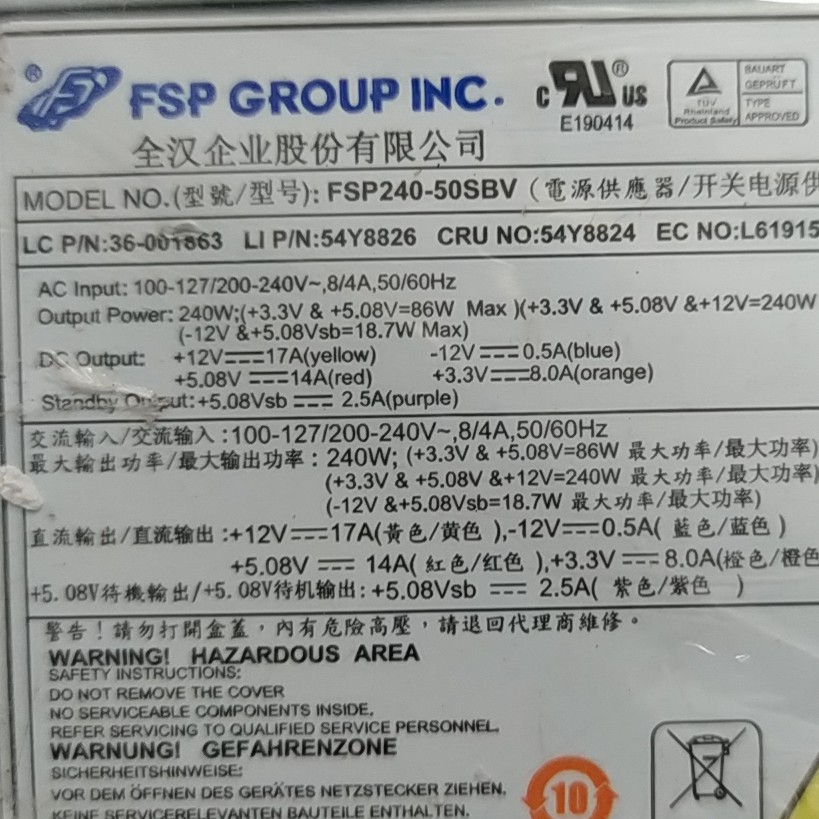 ® FSP GROUP INC.
全汉企业股份有限公司
c RU ® US
E190414
TÜV Rheinland Product Safety
BAUART GEPRÜFT
TYPE APPROVED
MODEL NO.(型號/型号): FSP240-50SBV (電源供應器/开关电源供
LC P/N:36-001863 LI P/N:54Y8826 CRU NO:54Y8824 EC NO:L61915
AC Input: 100-127/200-240V~,8/4A,50/60Hz
Output Power: 240W;(+3.3V & +5.08V=86W Max )(+3.3V & +5.08V &+12V=240W
(-12V &+5.08Vsb=18.7W Max)
DC Output: +12V⎓17A(yellow) -12V⎓0.5A(blue)
+5.08V⎓14A(red) +3.3V⎓8.0A(orange)
Standby Output:+5.08Vsb⎓2.5A(purple)
交流輸入/交流输入:100-127/200-240V~,8/4A,50/60Hz
最大輸出功率/最大输出功率: 240W; (+3.3V & +5.08V=86W 最大功率/最大功率)
(+3.3V & +5.08V &+12V=240W 最大功率/最大功率)
(-12V &+5.08Vsb=18.7W 最大功率/最大功率)
直流輸出/直流输出:+12V⎓17A(黃色/黄色),-12V⎓0.5A( 藍色/蓝色 )
+5.08V⎓14A( 紅色/红色 ),+3.3V⎓8.0A(橙色/橙色
+5.08V待機輸出/+5.08V待机输出:+5.08Vsb⎓2.5A( 紫色/紫色 )
警告!請勿打開盒蓋,內有危險高壓,請退回代理商維修。
WARNING! HAZARDOUS AREA
SAFETY INSTRUCTIONS:
DO NOT REMOVE THE COVER
NO SERVICEABLE COMPONENTS INSIDE,
REFER SERVICING TO QUALIFIED SERVICE PERSONNEL.
WARNUNG! GEFAHRENZONE
SICHERHEITSHINWEISE:
VOR DEM ÖFFNEN DES GERÄTES NETZSTECKER ZIEHEN.
KEINE SERVICERELEVANTEN BAUTEILE ENTHALTEN.
10